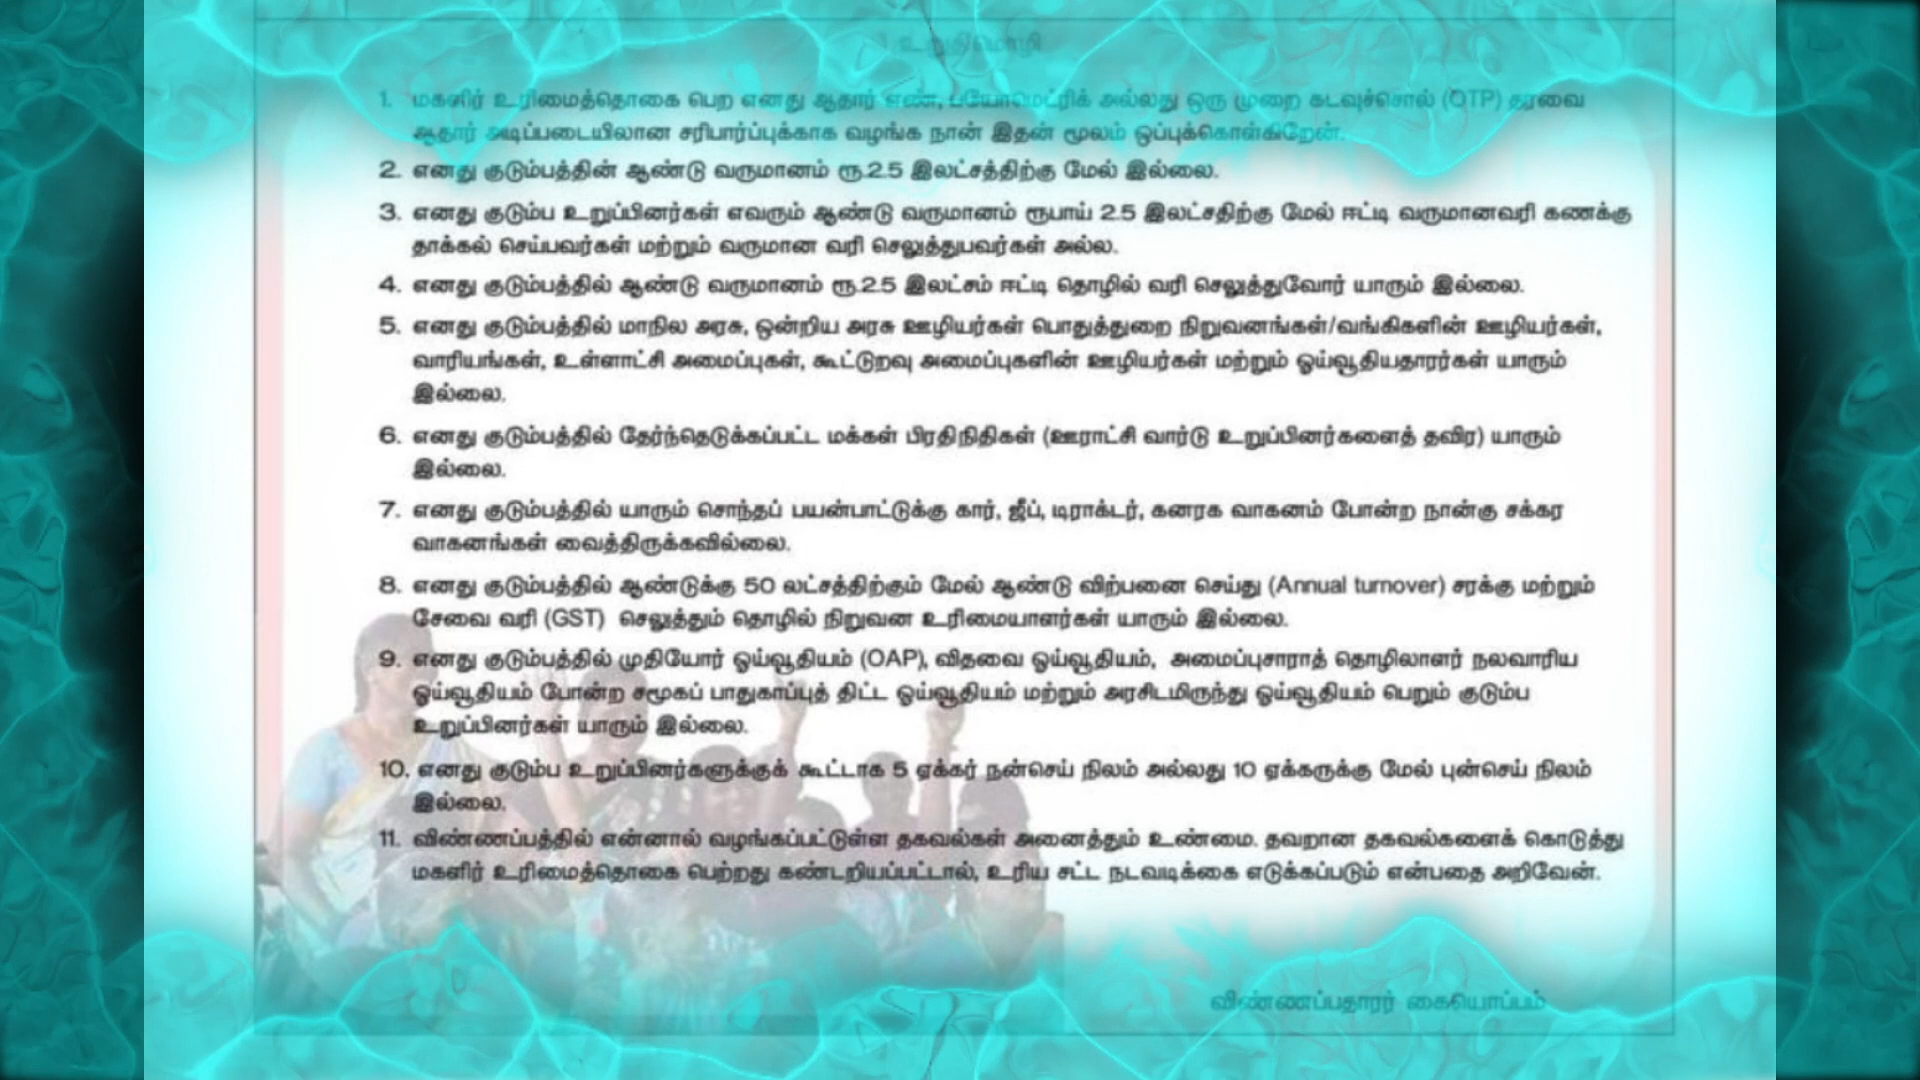 உறுதிமொழி
1. மகளிர் உரிமைத்தொகை பெற எனது ஆதார் எண், பயோமெட்ரிக் அல்லது ஒரு முறை கடவுச்சொல் (OTP) தரவை
ஆதார் அடிப்படையிலான சரிபார்ப்புக்காக வழங்க நான் இதன் மூலம் ஒப்புக்கொள்கிறேன்.
2. எனது குடும்பத்தின் ஆண்டு வருமானம் ரூ.2.5 இலட்சத்திற்கு மேல் இல்லை.
3. எனது குடும்ப உறுப்பினர்கள் எவரும் ஆண்டு வருமானம் ரூபாய் 2.5 இலட்சதிற்கு மேல் ஈட்டி வருமானவரி கணக்கு
தாக்கல் செய்பவர்கள் மற்றும் வருமான வரி செலுத்துபவர்கள் அல்ல.
4. எனது குடும்பத்தில் ஆண்டு வருமானம் ரூ.2.5 இலட்சம் ஈட்டி தொழில் வரி செலுத்துவோர் யாரும் இல்லை.
5. எனது குடும்பத்தில் மாநில அரசு, ஒன்றிய அரசு ஊழியர்கள் பொதுத்துறை நிறுவனங்கள்/வங்கிகளின் ஊழியர்கள்,
வாரியங்கள், உள்ளாட்சி அமைப்புகள், கூட்டுறவு அமைப்புகளின் ஊழியர்கள் மற்றும் ஓய்வூதியதாரர்கள் யாரும்
இல்லை.
6. எனது குடும்பத்தில் தேர்ந்தெடுக்கப்பட்ட மக்கள் பிரதிநிதிகள் (ஊராட்சி வார்டு உறுப்பினர்களைத் தவிர) யாரும்
இல்லை.
7. எனது குடும்பத்தில் யாரும் சொந்தப் பயன்பாட்டுக்கு கார், ஜீப், டிராக்டர், கனரக வாகனம் போன்ற நான்கு சக்கர
வாகனங்கள் வைத்திருக்கவில்லை.
8. எனது குடும்பத்தில் ஆண்டுக்கு 50 லட்சத்திற்கும் மேல் ஆண்டு விற்பனை செய்து (Annual turnover) சரக்கு மற்றும்
சேவை வரி (GST) செலுத்தும் தொழில் நிறுவன உரிமையாளர்கள் யாரும் இல்லை.
9. எனது குடும்பத்தில் முதியோர் ஓய்வூதியம் (OAP), விதவை ஓய்வூதியம், அமைப்புசாராத் தொழிலாளர் நலவாரிய
ஓய்வூதியம் போன்ற சமூகப் பாதுகாப்புத் திட்ட ஓய்வூதியம் மற்றும் அரசிடமிருந்து ஓய்வூதியம் பெறும் குடும்ப
உறுப்பினர்கள் யாரும் இல்லை.
10. எனது குடும்ப உறுப்பினர்களுக்குக் கூட்டாக 5 ஏக்கர் நன்செய் நிலம் அல்லது 10 ஏக்கருக்கு மேல் புன்செய் நிலம்
இல்லை.
11. விண்ணப்பத்தில் என்னால் வழங்கப்பட்டுள்ள தகவல்கள் அனைத்தும் உண்மை. தவறான தகவல்களைக் கொடுத்து
மகளிர் உரிமைத்தொகை பெற்றது கண்டறியப்பட்டால், உரிய சட்ட நடவடிக்கை எடுக்கப்படும் என்பதை அறிவேன்.
விண்ணப்பதாரர் கையொப்பம்